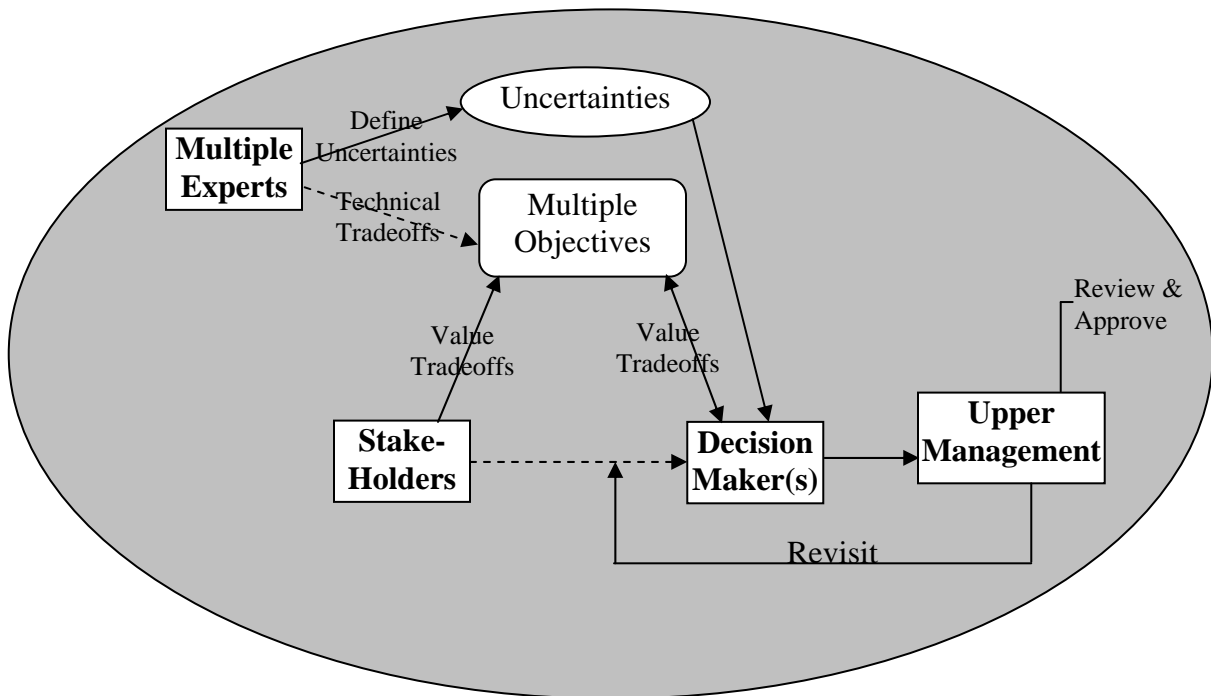 Uncertainties
Define
Uncertainties
Multiple
Experts
Technical
Tradeoffs
Multiple
Objectives
Review &
Approve
Value
Tradeoffs
Value
Tradeoffs
Stake-
Holders
Decision
Maker(s)
Upper
Management
Revisit